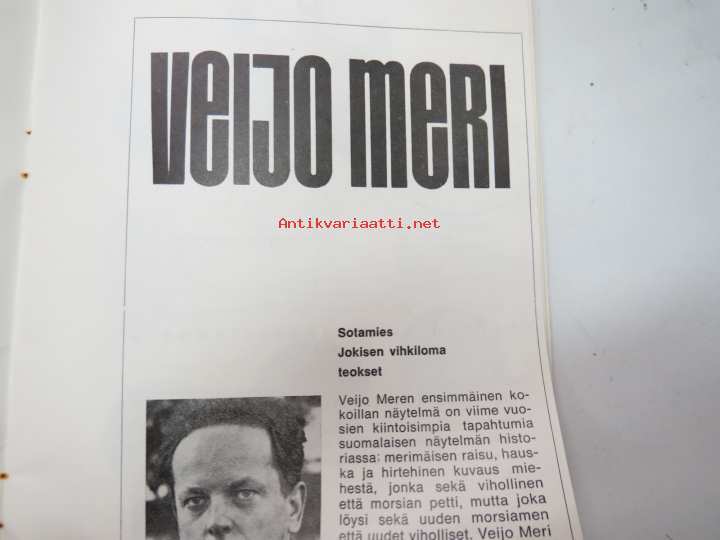 VEIJO MERI
Antikvariaatti.net
Sotamies
Jokisen vihkiloma
teokset
Veijo Meren ensimmäinen ko-
koillan näytelmä on viime vuo-
sien kiintoisimpia tapahtumia
suomalaisen näytelmän histo-
riassa: merimäisen raisu, haus-
ka ja hirtehinen kuvaus mie-
hestä, jonka sekä vihollinen
että morsian petti, mutta joka
löysi sekä uuden morsiamen
että uudet viholliset. Veijo Meri